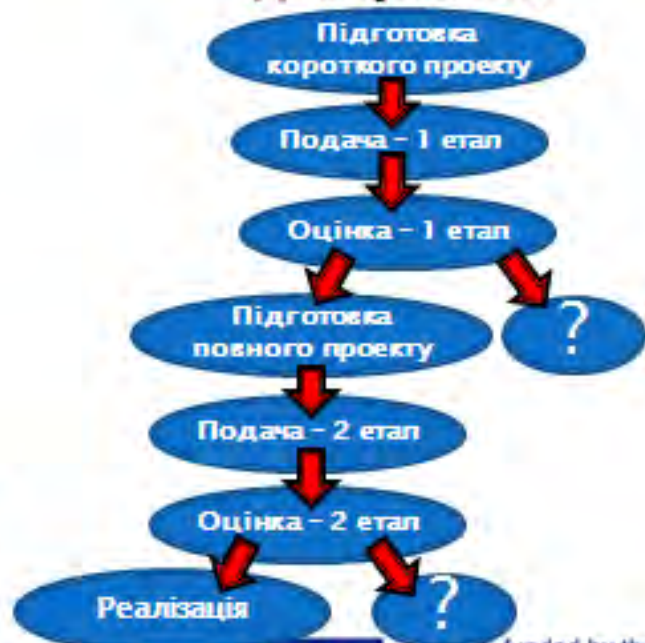 Підготовка
короткого проекту
Подача – 1 етап
Оцінка – 1 етап
Підготовка
повного проекту
?
Подача – 2 етап
Оцінка – 2 етап
Реалізація
?